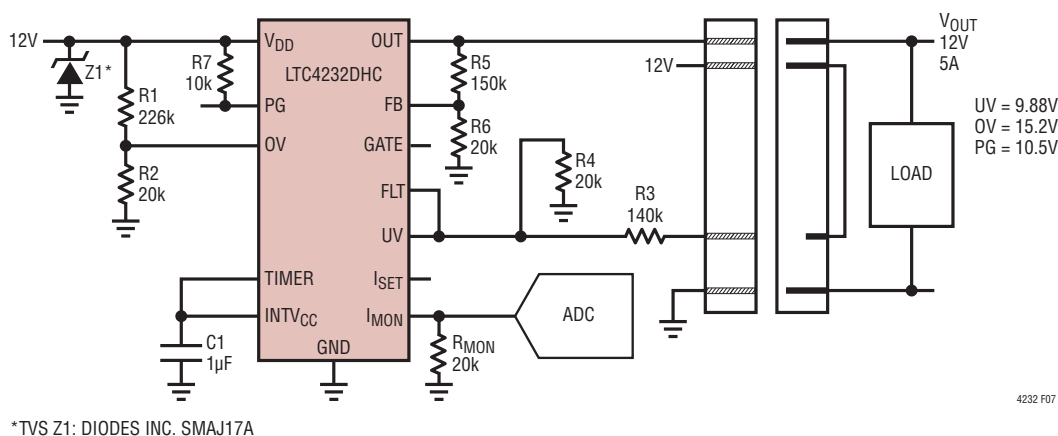 12V
Z1*
R1
226k
R2
20k
R7
10k
VDD
PG
OV
TIMER
INTVCC
C1
1µF
LTC4232DHC
GND
OUT
FB
GATE
FLT
UV
ISET
IMON
R5
150k
R6
20k
R4
20k
R3
140k
RMON
20k
ADC
12V
VOUT
12V
5A
LOAD
UV = 9.88V
OV = 15.2V
PG = 10.5V
4232 F07
*TVS Z1: DIODES INC. SMAJ17A